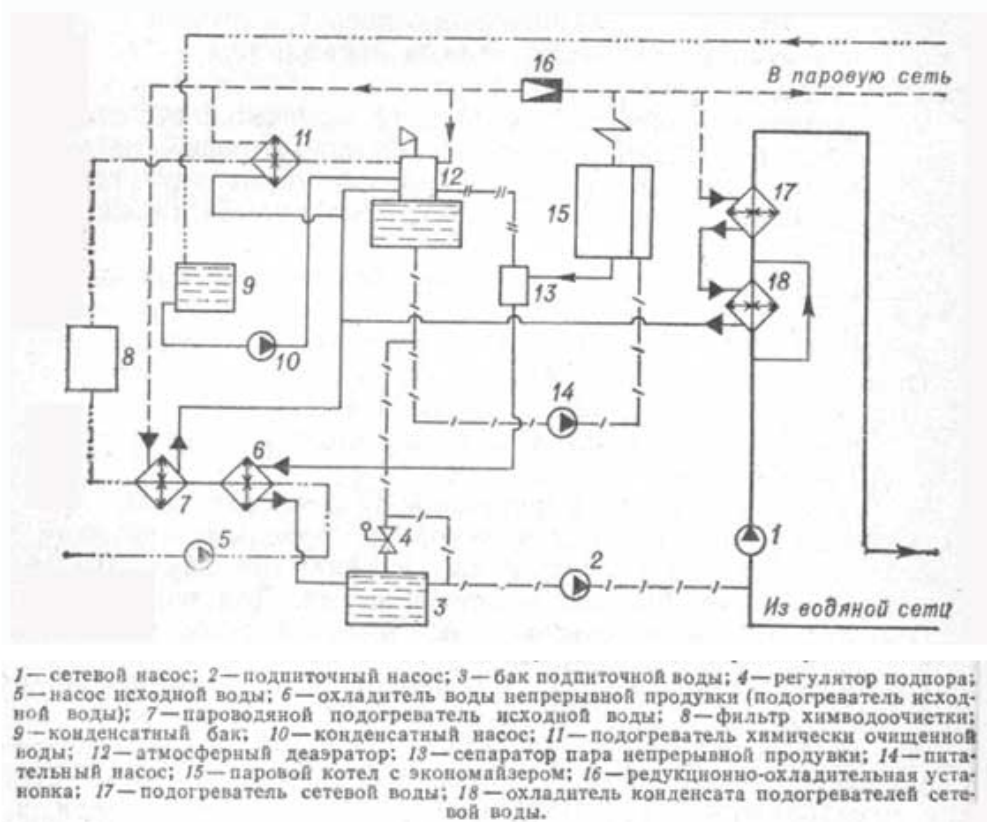 16
В паровую сеть
11
12
17
15
9
13
18
8
10
14
6
7
5
4
2
1
3
Из водяной сети
1—сетевой насос; 2—подпиточный насос; 3—бак подпиточной воды; 4—регулятор подпора;
5—насос исходной воды; 6—охладитель воды непрерывной продувки (подогреватель исход-
ной воды); 7—пароводяной подогреватель исходной воды; 8—фильтр химводоочистки;
9—конденсатный бак; 10—конденсатный насос; 11—подогреватель химически очищенной
воды; 12—атмосферный деаэратор; 13—сепаратор пара непрерывной продувки; 14—пита-
тельный насос; 15—паровой котел с экономайзером; 16—редукционно-охладительная уста-
новка; 17—подогреватель сетевой воды; 18—охладитель конденсата подогревателей сете-
вой воды.